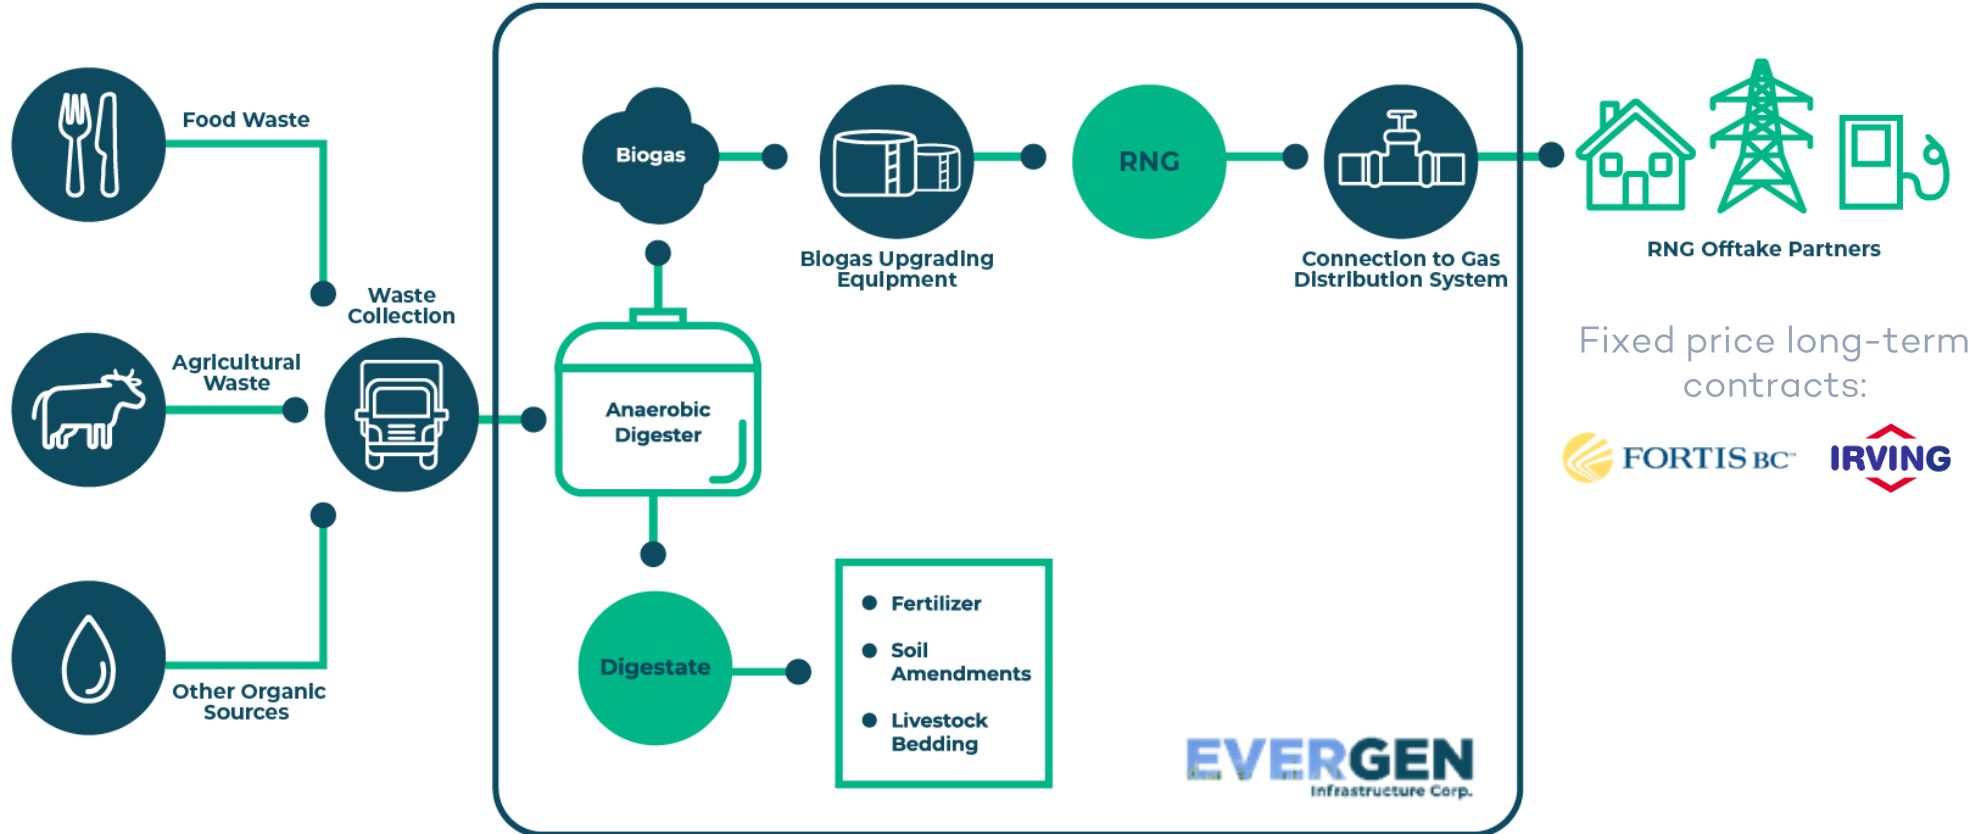 Food Waste
Agricultural
Waste
Other Organic
Sources
Waste
Collection
Anaerobic
Digester
Biogas
Biogas Upgrading
Equipment
RNG
Connection to Gas
Distribution System
Digestate
Fertilizer
Soil
Amendments
Livestock
Bedding
EVERGEN
Infrastructure Corp.
RNG Offtake Partners
Fixed price long-term
contracts:
FORTIS BC™
IRVING